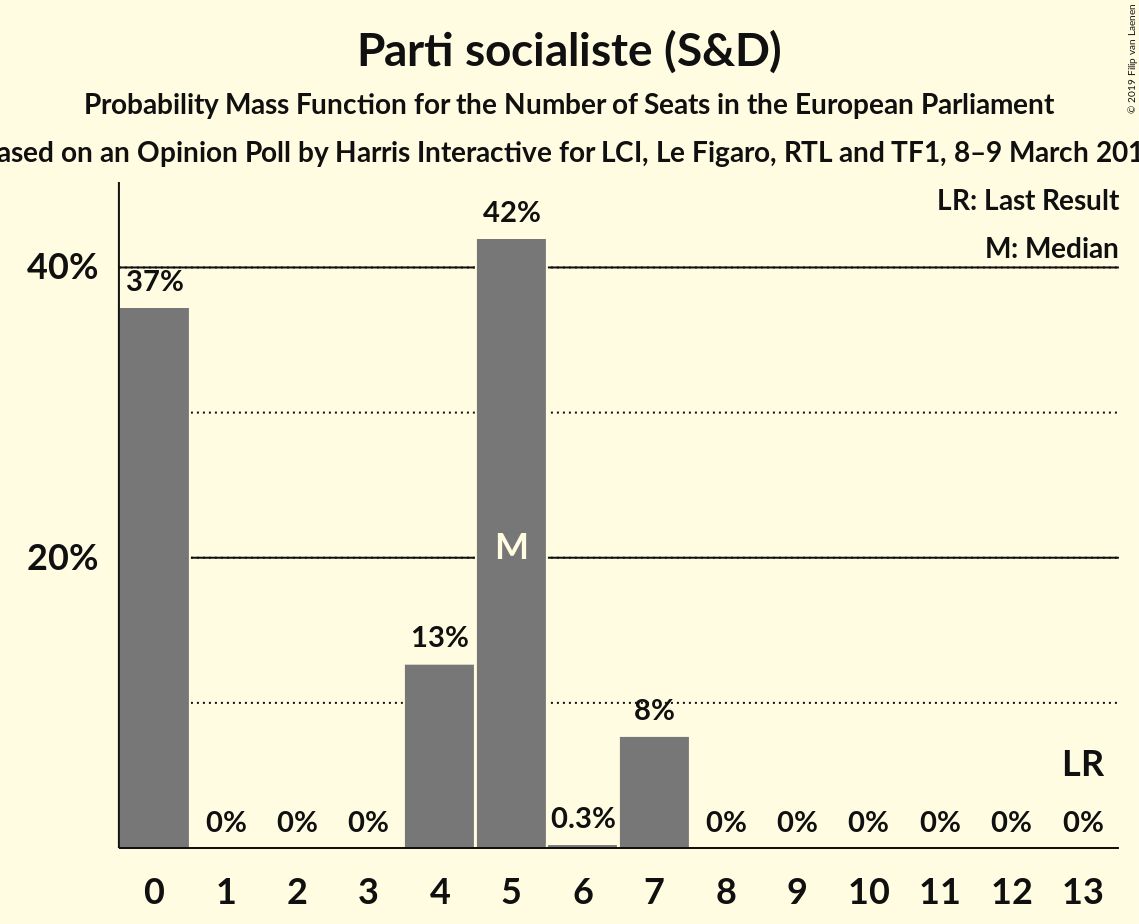 Parti socialiste (S&D)
Probability Mass Function for the Number of Seats in the European Parliament
ased on an Opinion Poll by Harris Interactive for LCI, Le Figaro, RTL and TF1, 8–9 March 201
© 2019 Filip van Laenen
LR: Last Result
M: Median
40%
20%
37%
0%
0%
0%
13%
42%
M
0.3%
8%
0%
0%
0%
0%
0%
LR
0%
0 1 2 3 4 5 6 7 8 9 10 11 12 13